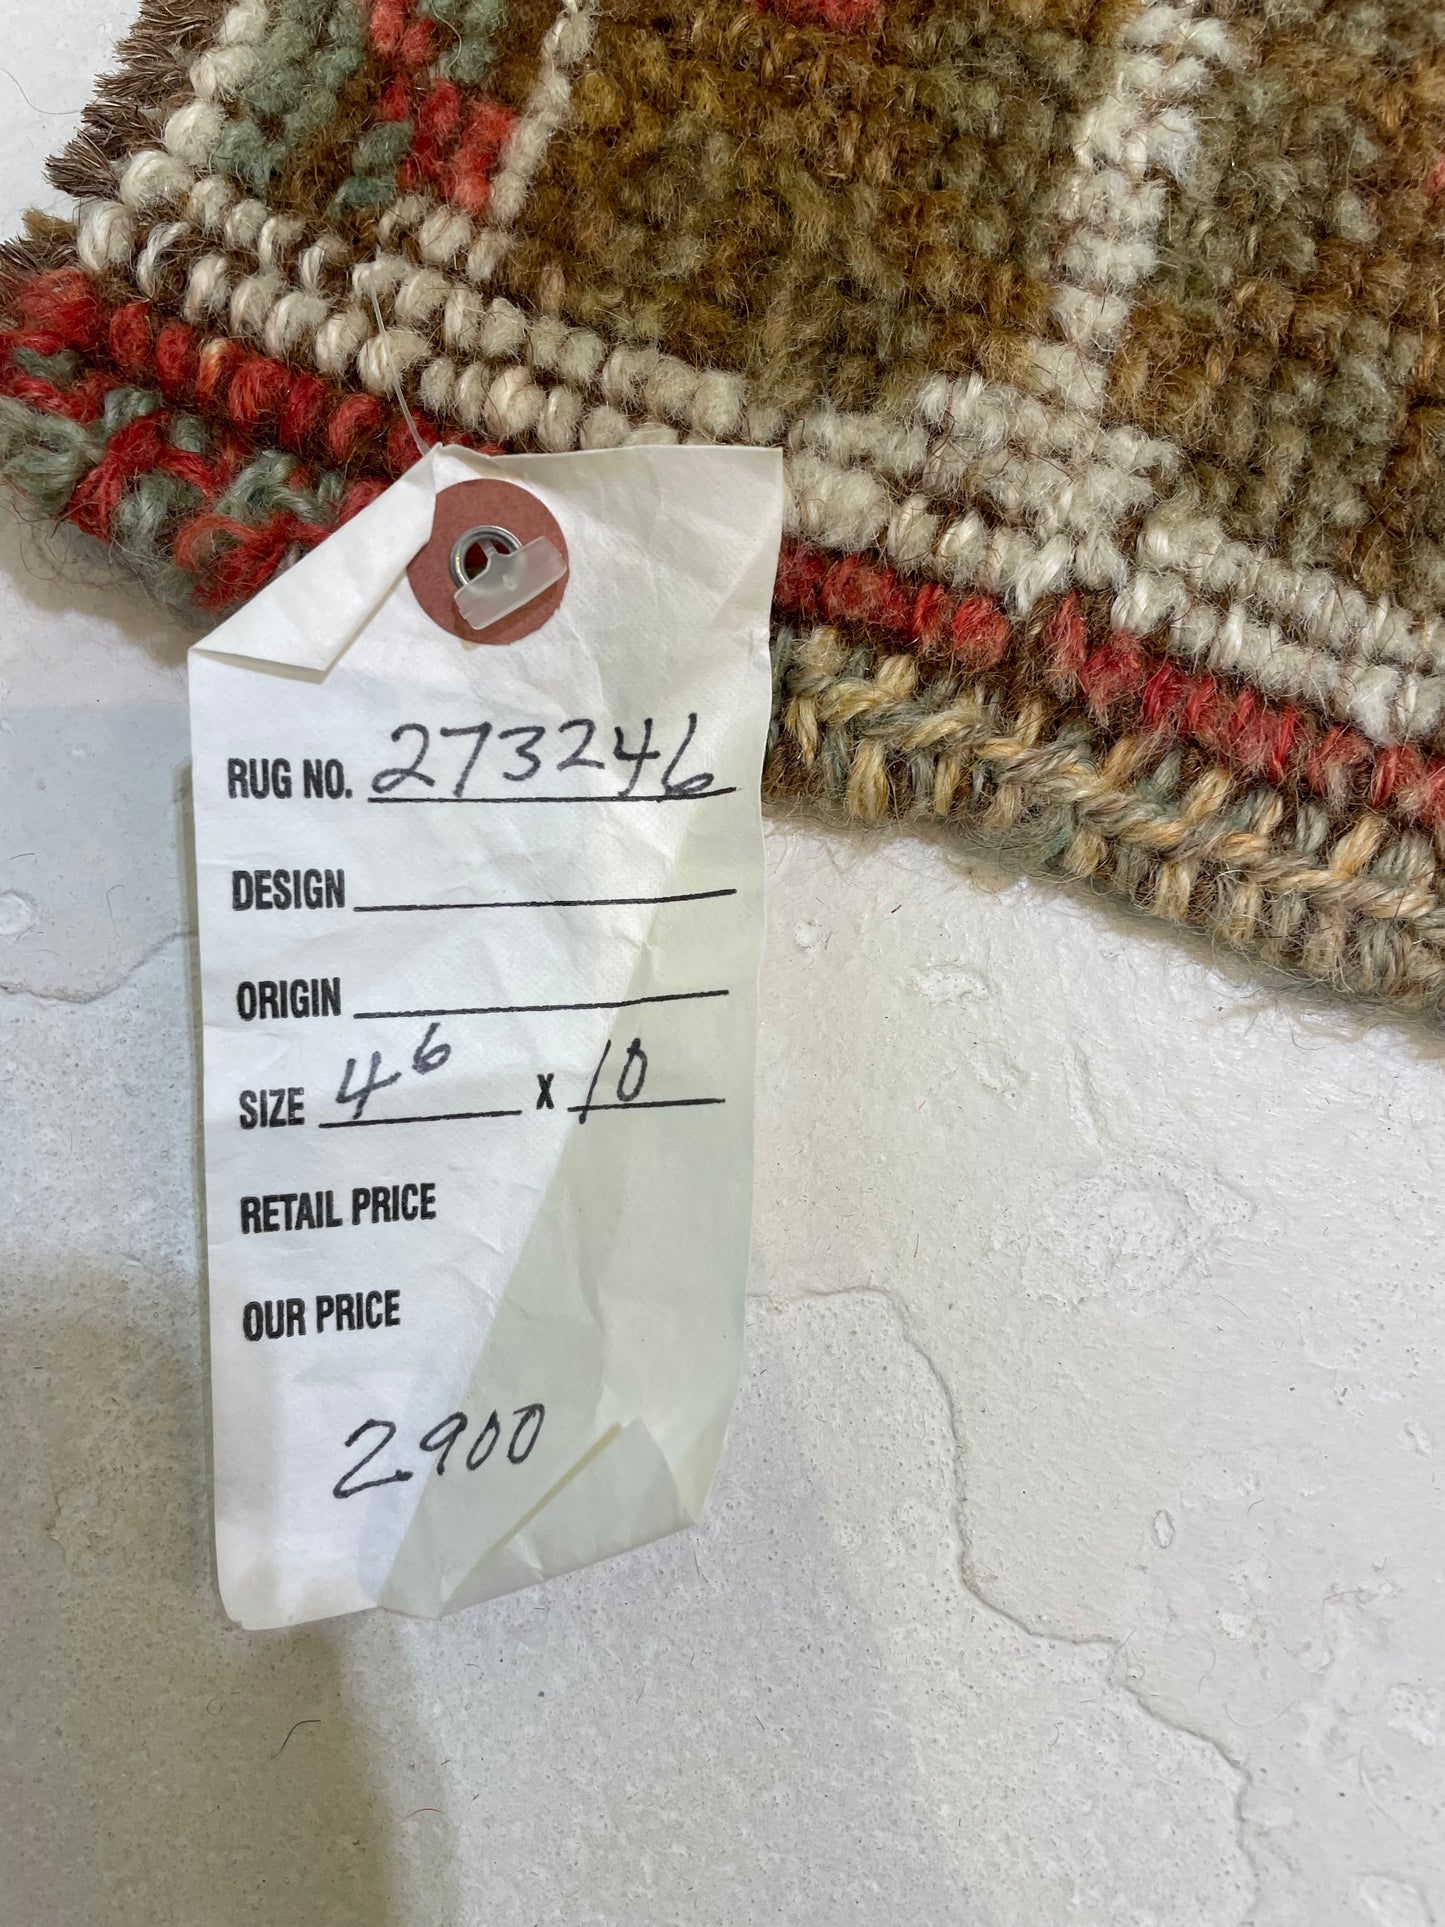 RUG NO. 273246
DESIGN
ORIGIN
SIZE 4⁶ X 10
RETAIL PRICE
OUR PRICE
2900